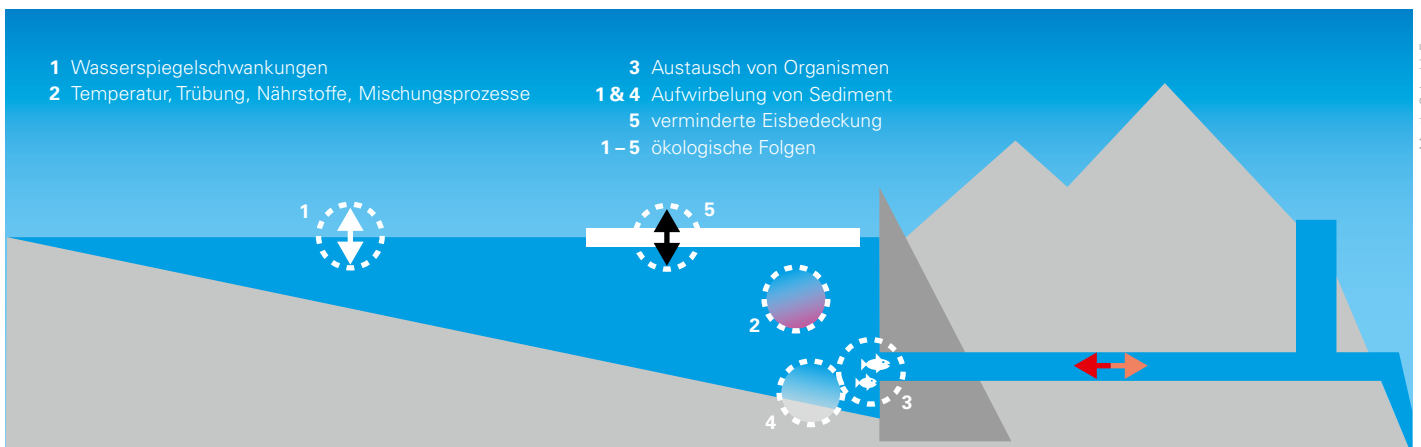 1 Wasserspiegelschwankungen
2 Temperatur, Trübung, Nährstoffe, Mischungsprozesse
3 Austausch von Organismen
1 & 4 Aufwirbelung von Sediment
5 verminderte Eisbedeckung
1 – 5 ökologische Folgen
1
5
2
3
4